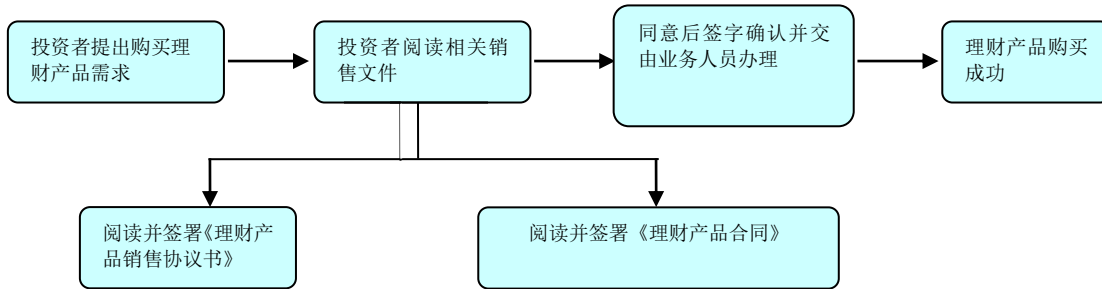 投资者提出购买理
财产品需求
投资者阅读相关销
售文件
同意后签字确认并交
由业务人员办理
理财产品购买
成功
阅读并签署《理财产
品销售协议书》
阅读并签署《理财产品合同》